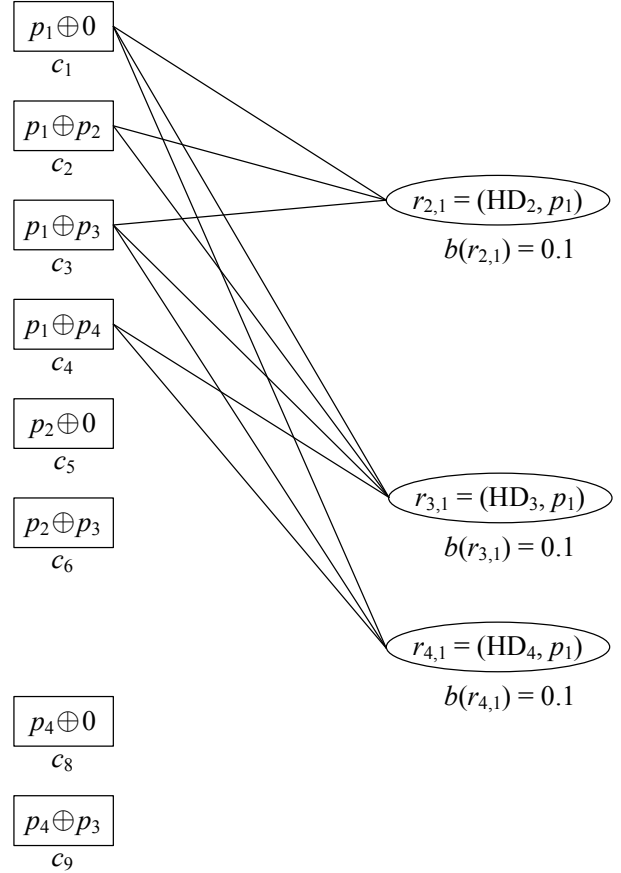 p₁⊕0
c₁
p₁⊕p₂
c₂
p₁⊕p₃
c₃
p₁⊕p₄
c₄
p₂⊕0
c₅
p₂⊕p₃
c₆
p₄⊕0
c₈
p₄⊕p₃
c₉
r₂,₁ = (HD₂, p₁)
b(r₂,₁) = 0.1
r₃,₁ = (HD₃, p₁)
b(r₃,₁) = 0.1
r₄,₁ = (HD₄, p₁)
b(r₄,₁) = 0.1